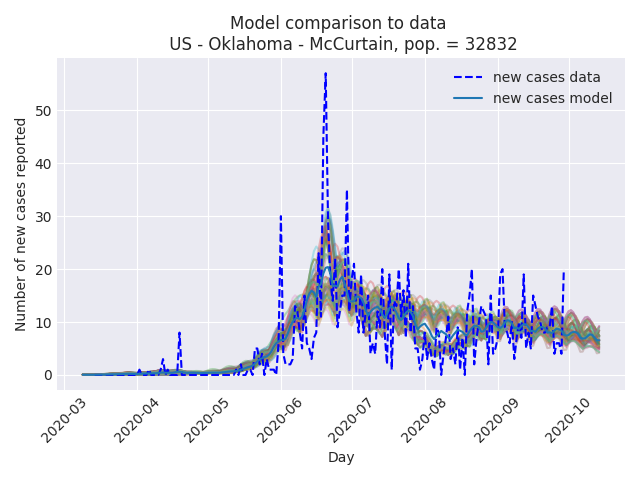 Model comparison to data
US - Oklahoma - McCurtain, pop. = 32832
new cases data
new cases model
Number of new cases reported
50
40
30
20
10
0
2020-03
2020-04
2020-05
2020-06
2020-07
2020-08
2020-09
2020-10
Day